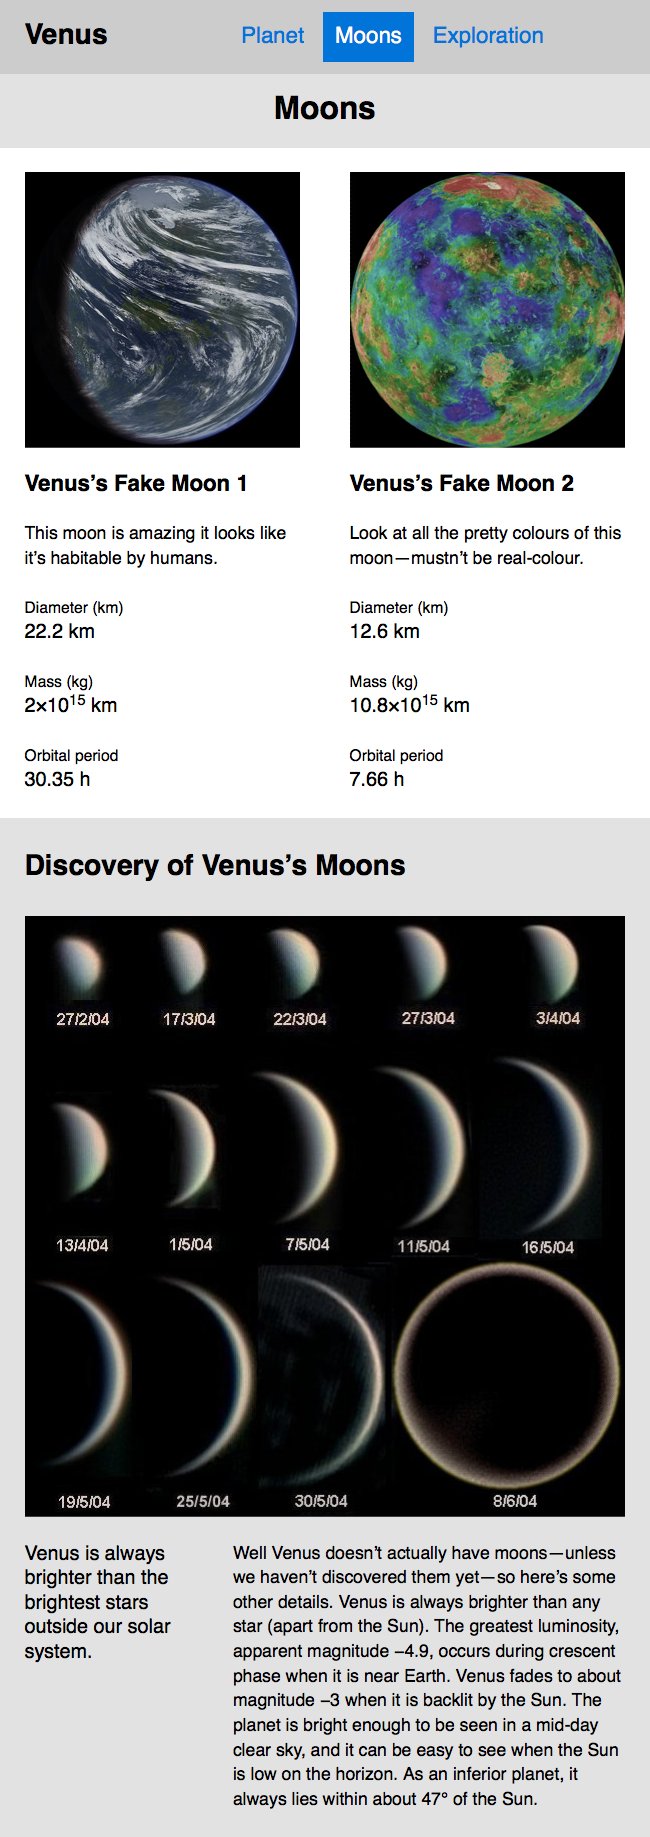 Venus
Planet Moons Exploration
Moons
Venus’s Fake Moon 1
This moon is amazing it looks like
it’s habitable by humans.
Diameter (km)
22.2 km
Mass (kg)
2×10¹⁵ km
Orbital period
30.35 h
Venus’s Fake Moon 2
Look at all the pretty colours of this
moon—mustn’t be real-colour.
Diameter (km)
12.6 km
Mass (kg)
10.8×10¹⁵ km
Orbital period
7.66 h
Discovery of Venus’s Moons
27/2/04 17/3/04 22/3/04 27/3/04 3/4/04
13/4/04 1/5/04 7/5/04 11/5/04 16/5/04
19/5/04 25/5/04 30/5/04 8/6/04
Venus is always
brighter than the
brightest stars
outside our solar
system.
Well Venus doesn’t actually have moons—unless
we haven’t discovered them yet—so here’s some
other details. Venus is always brighter than any
star (apart from the Sun). The greatest luminosity,
apparent magnitude −4.9, occurs during crescent
phase when it is near Earth. Venus fades to about
magnitude −3 when it is backlit by the Sun. The
planet is bright enough to be seen in a mid-day
clear sky, and it can be easy to see when the Sun
is low on the horizon. As an inferior planet, it
always lies within about 47° of the Sun.